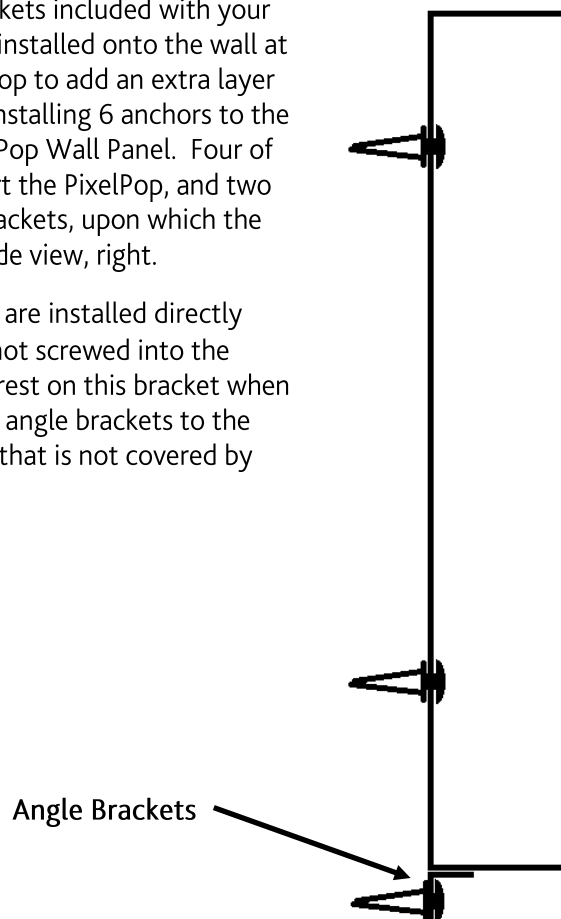 kets included with your
installed onto the wall at
op to add an extra layer
nstalling 6 anchors to the
Pop Wall Panel.  Four of
rt the PixelPop, and two
ackets, upon which the
de view, right.
are installed directly
not screwed into the
rest on this bracket when
angle brackets to the
that is not covered by
Angle Brackets